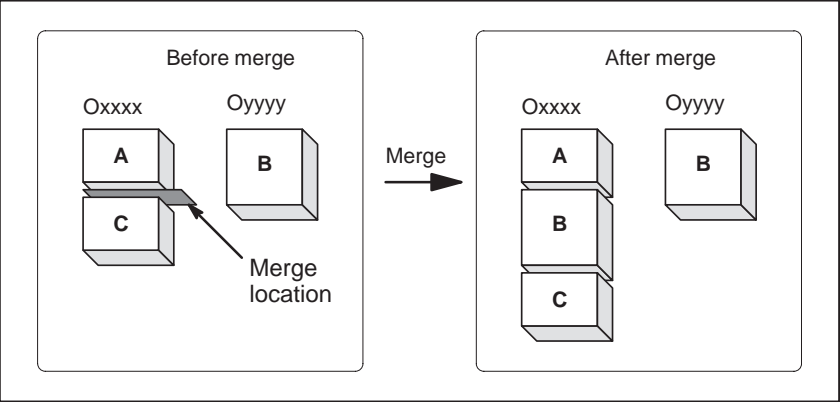 Before merge
Oxxxx
Oyyyy
A
B
C
Merge
location
Merge
After merge
Oxxxx
Oyyyy
A
B
B
C